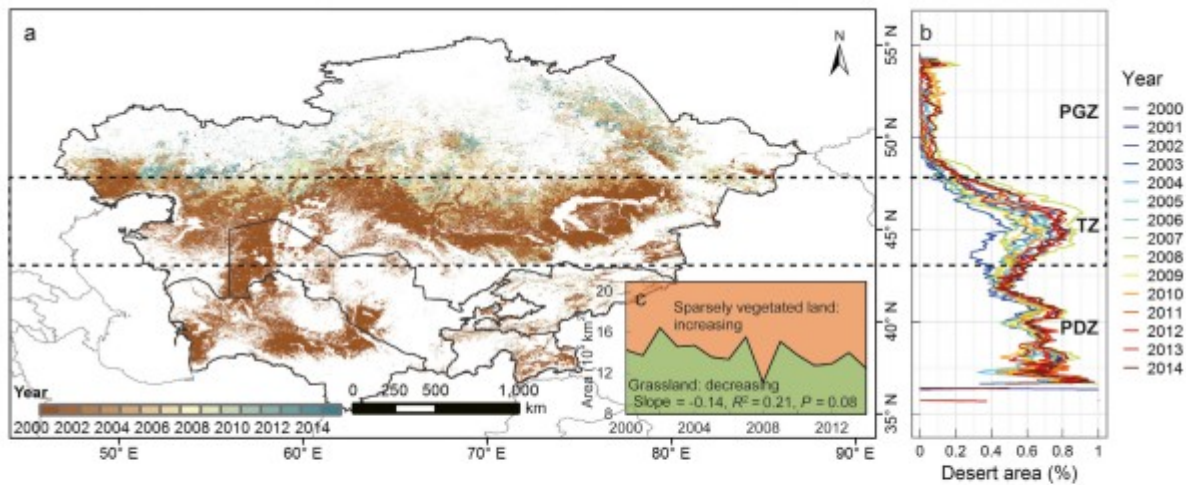 a
N
b
55° N
50° N
45° N
40° N
35° N
PGZ
TZ
PDZ
Year
2000
2001
2002
2003
2004
2005
2006
2007
2008
2009
2010
2011
2012
2013
2014
c
Sparsely vegetated land:
increasing
Grassland: decreasing
Slope = -0.14, R² = 0.21, P = 0.08
20
16
12
8
2000 2004 2008 2012
Year
2000 2002 2004 2006 2008 2010 2012 2014
0 250 500 1,000
km
50° E 60° E 70° E 80° E 90° E
0 0.2 0.4 0.6 0.8 1
Desert area (%)